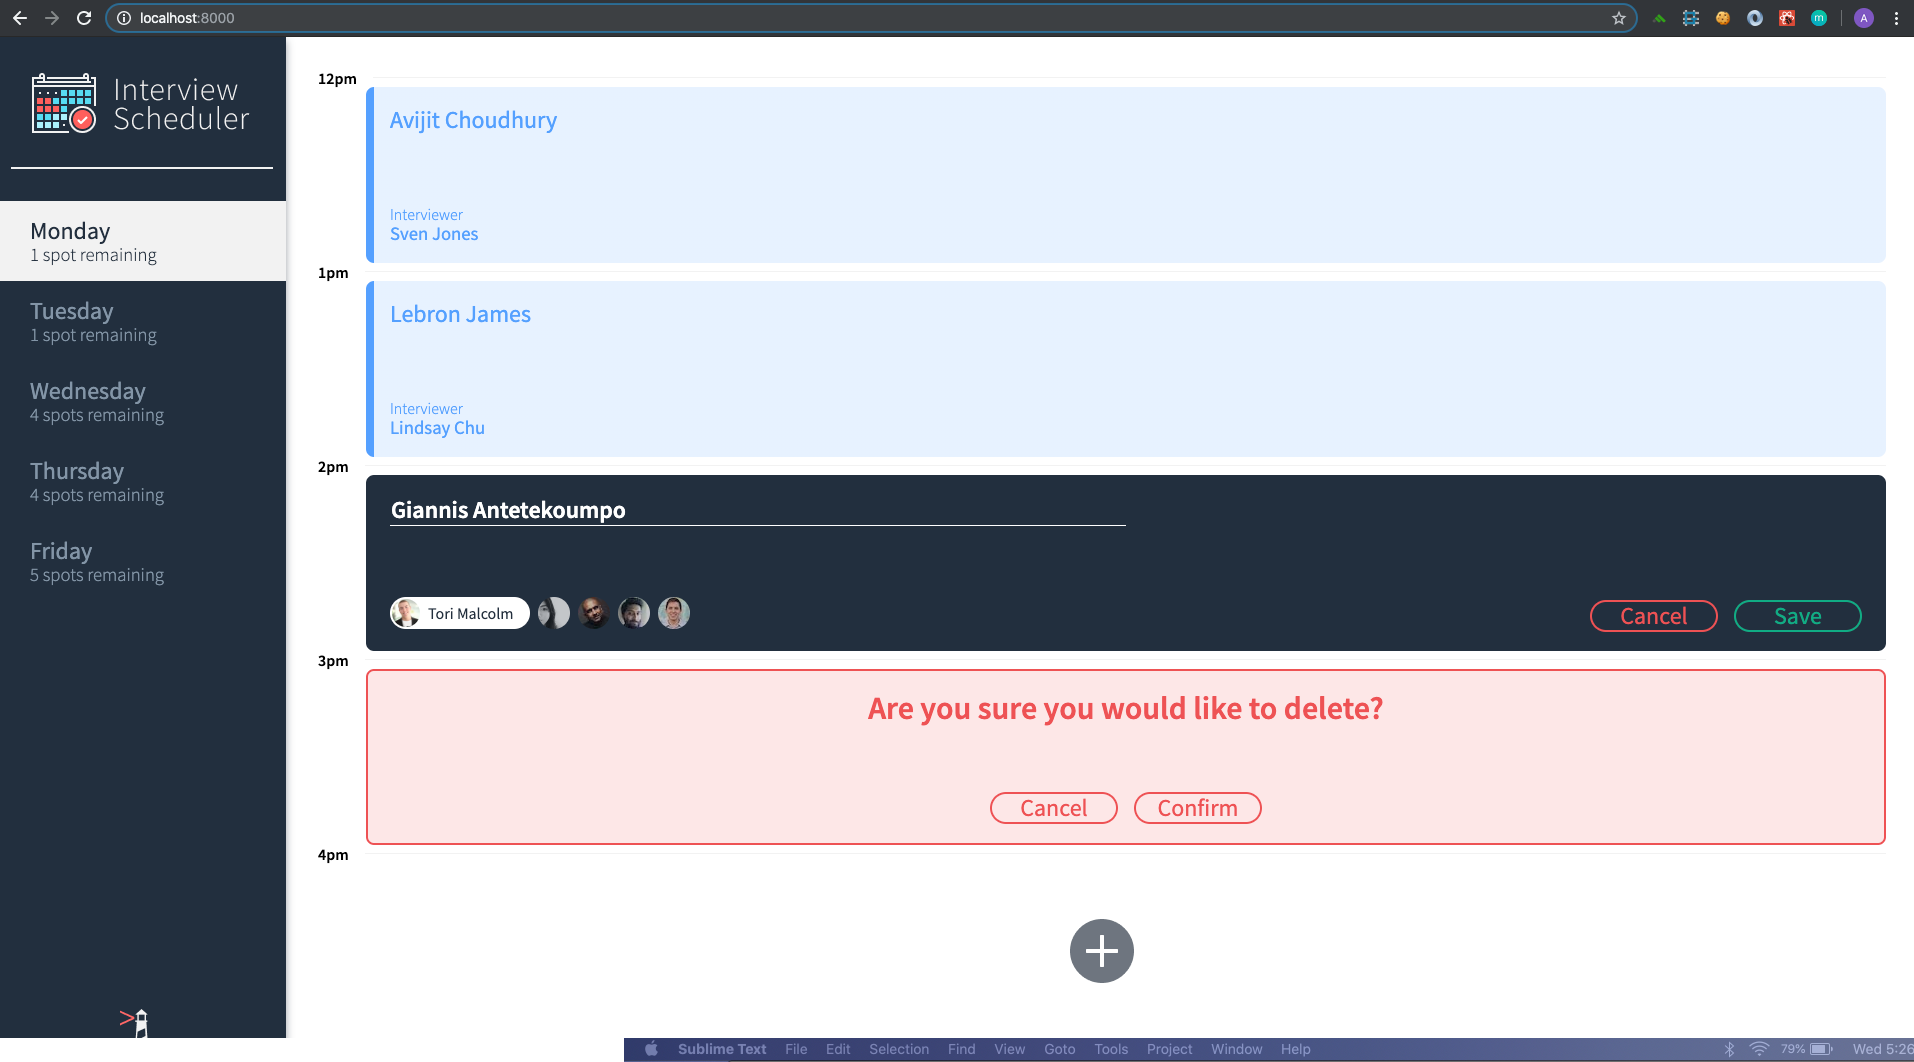 localhost:8000
m
A
Interview
Scheduler
Monday
1 spot remaining
Tuesday
1 spot remaining
Wednesday
4 spots remaining
Thursday
4 spots remaining
Friday
5 spots remaining
12pm
Avijit Choudhury
Interviewer
Sven Jones
1pm
Lebron James
Interviewer
Lindsay Chu
2pm
Giannis Antetekoumpo
Tori Malcolm
Cancel Save
3pm
Are you sure you would like to delete?
Cancel Confirm
4pm
Sublime Text File Edit Selection Find View Goto Tools Project Window Help 79% Wed 5:26